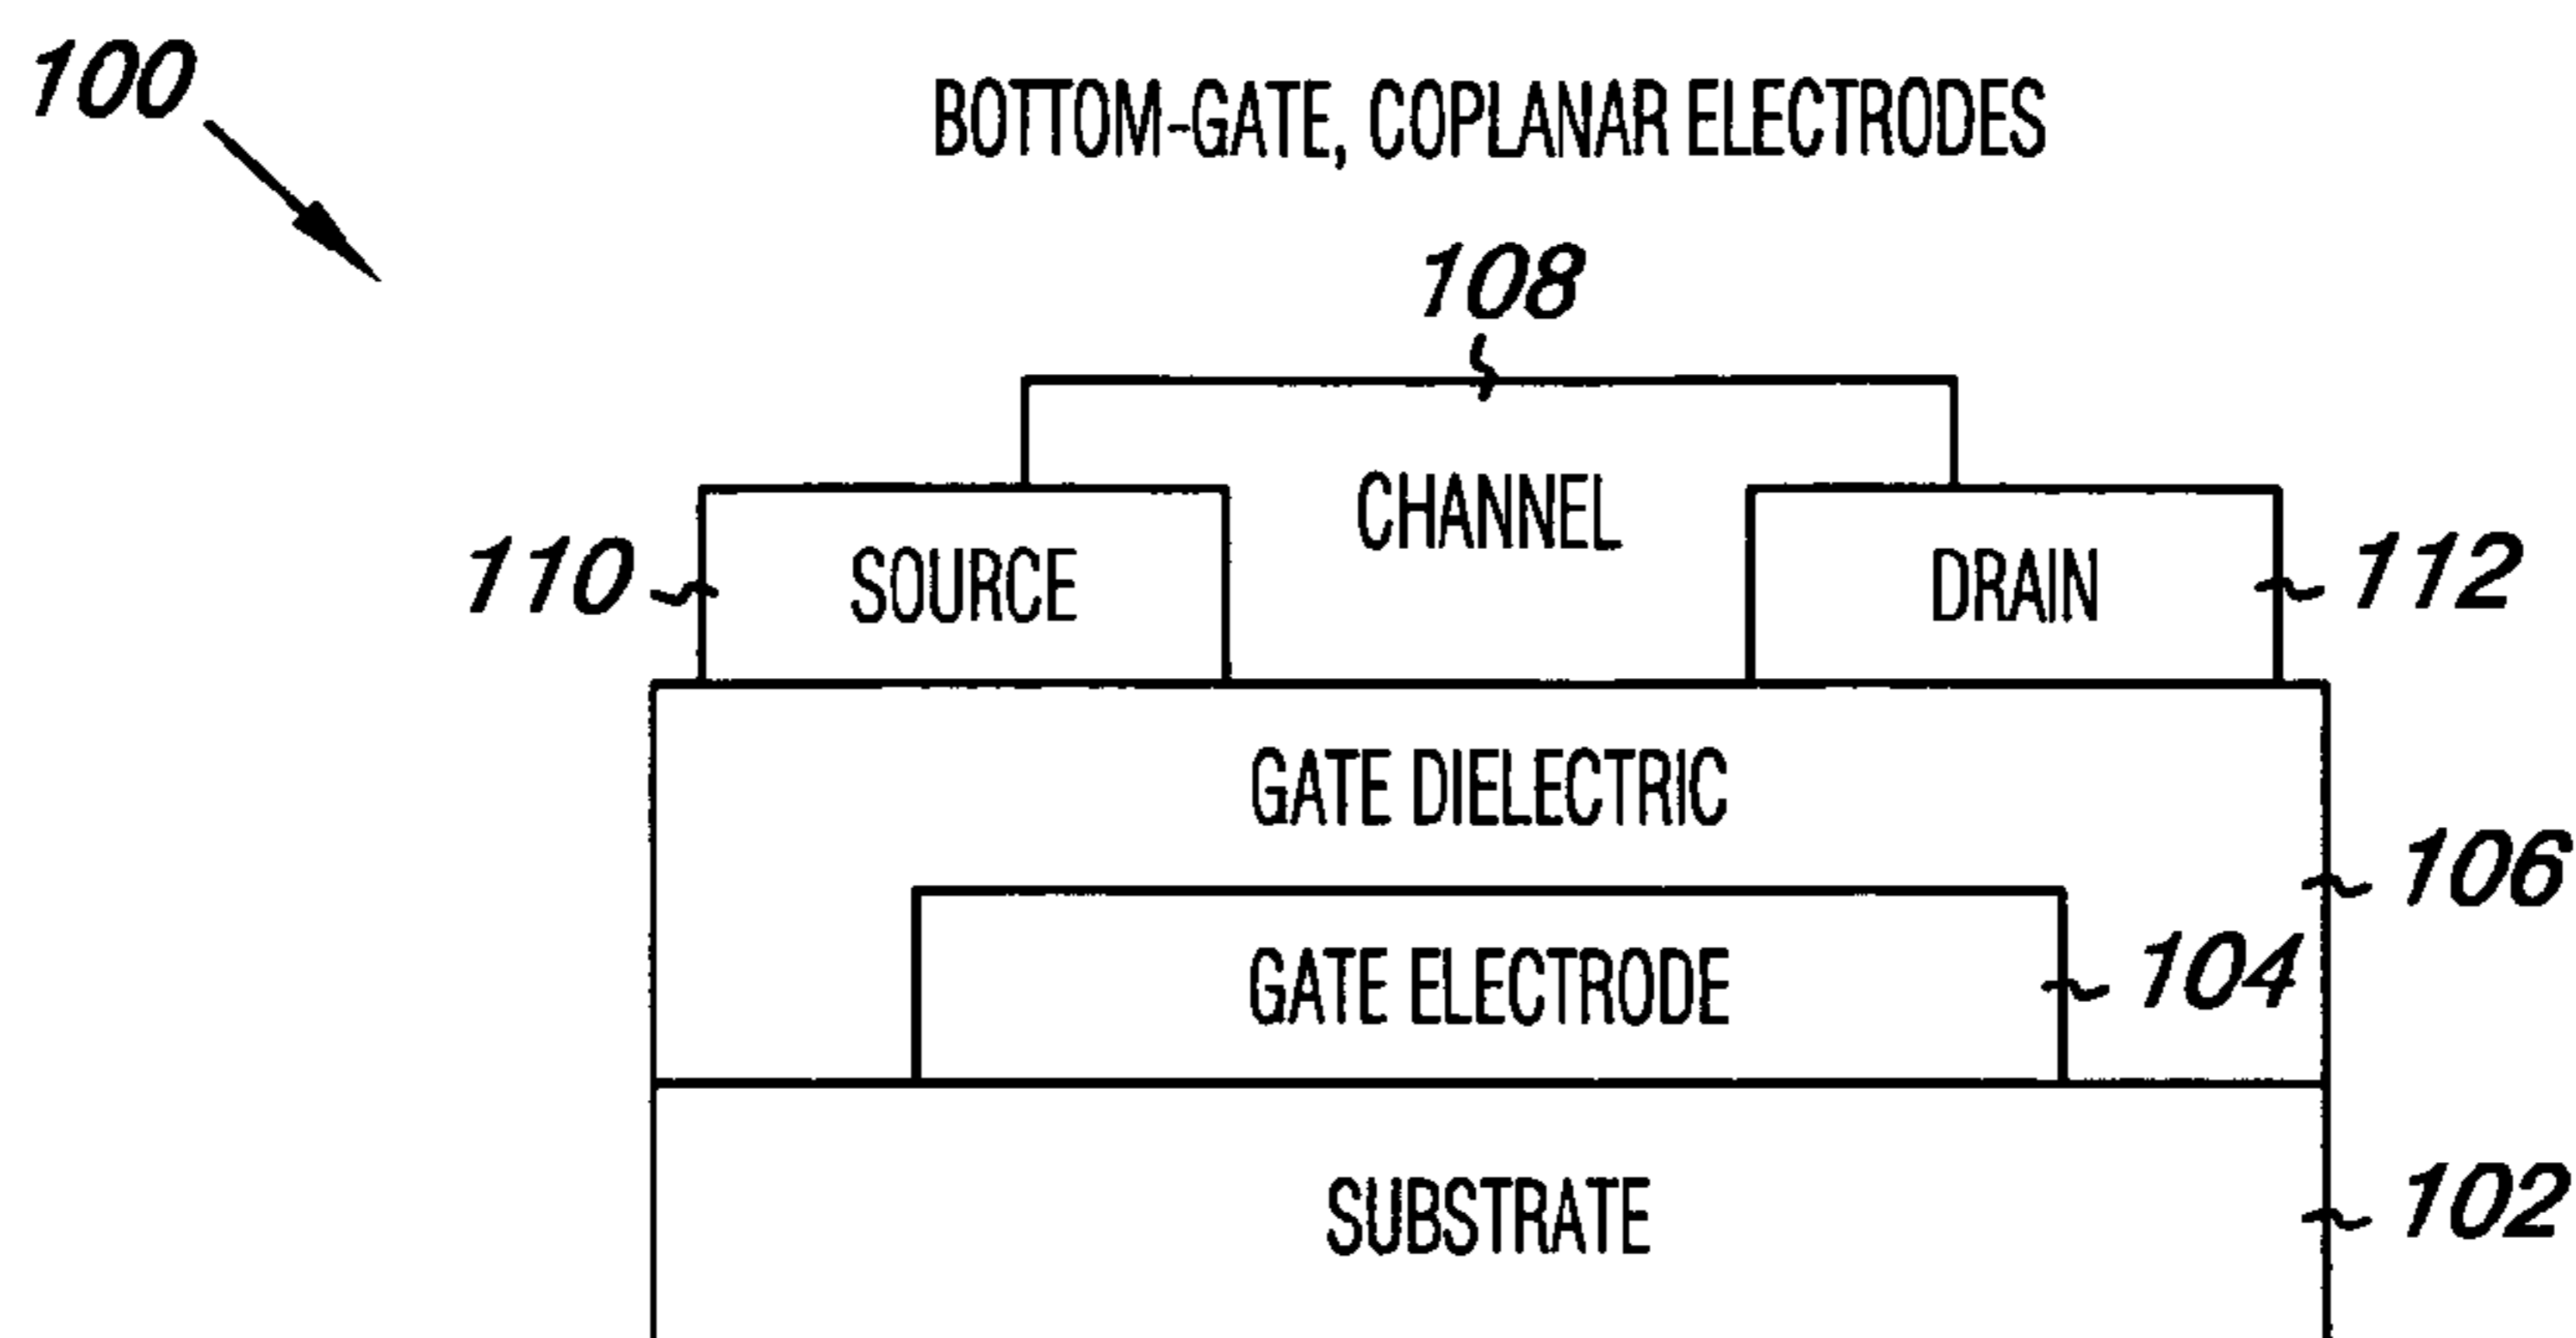 100
BOTTOM-GATE, COPLANAR ELECTRODES
108
CHANNEL
110
SOURCE
DRAIN
112
GATE DIELECTRIC
106
GATE ELECTRODE
104
SUBSTRATE
102